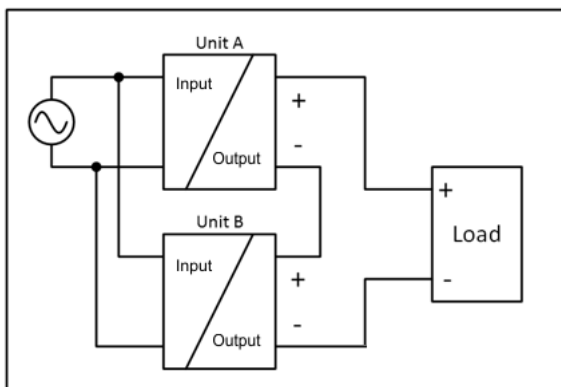 Unit A
Input
+
-
Output
Unit B
Input
+
-
Output
+
Load
-